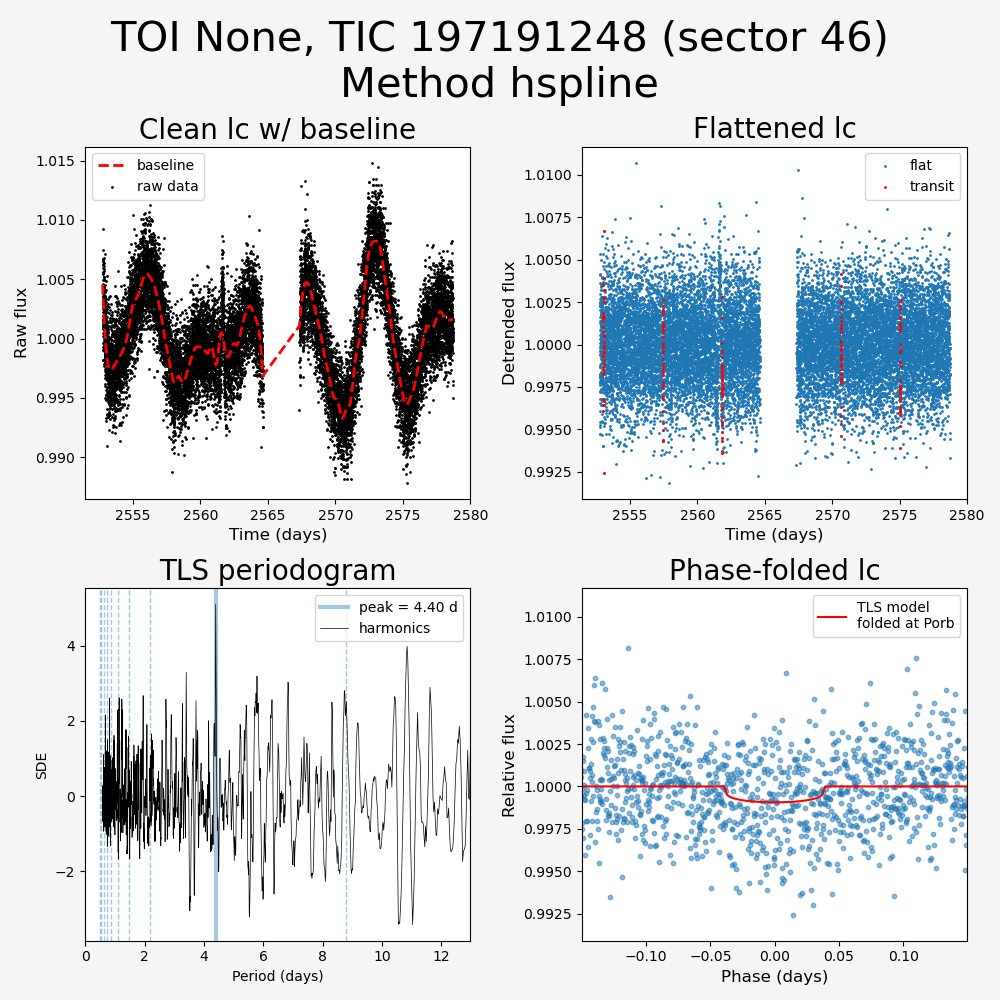 TOI None, TIC 197191248 (sector 46)
Method hspline
Clean lc w/ baseline
baseline
raw data
1.015
1.010
1.005
1.000
0.995
0.990
Raw flux
2555
2560
2565
2570
2575
2580
Time (days)
Flattened lc
flat
transit
1.0100
1.0075
1.0050
1.0025
1.0000
0.9975
0.9950
0.9925
Detrended flux
2555
2560
2565
2570
2575
2580
Time (days)
TLS periodogram
peak = 4.40 d
harmonics
4
2
0
−2
SDE
0
2
4
6
8
10
12
Period (days)
Phase-folded lc
TLS model
folded at Porb
1.0100
1.0075
1.0050
1.0025
1.0000
0.9975
0.9950
0.9925
Relative flux
−0.10
−0.05
0.00
0.05
0.10
Phase (days)